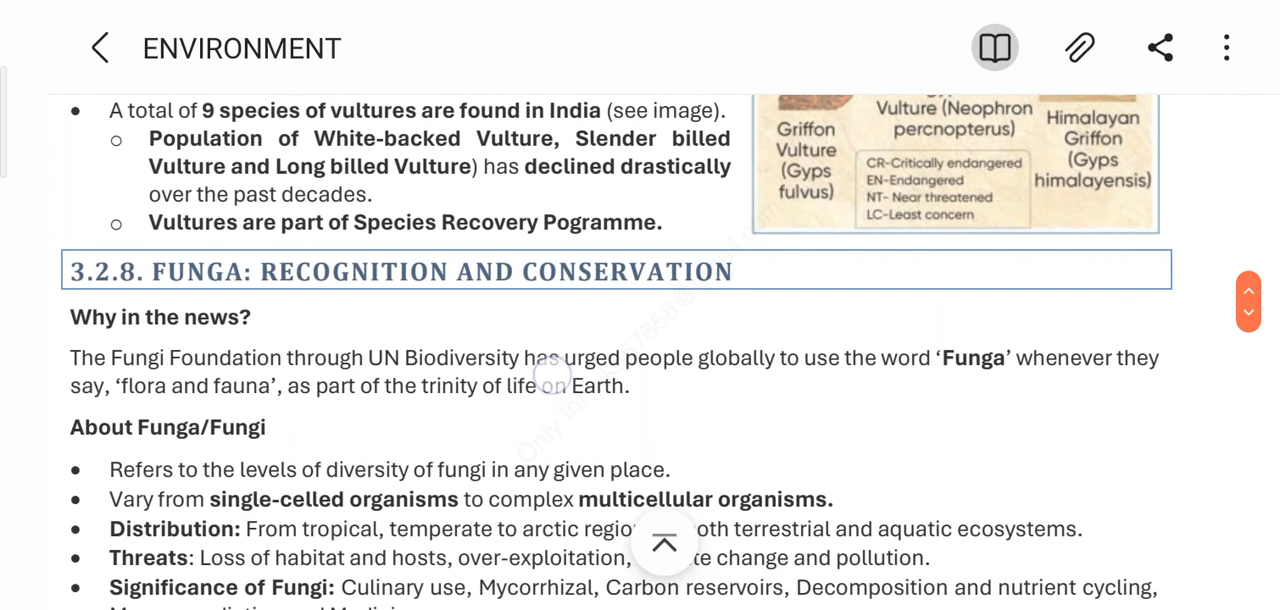 ENVIRONMENT
• A total of 9 species of vultures are found in India (see image).
o Population of White-backed Vulture, Slender billed
Vulture and Long billed Vulture) has declined drastically
over the past decades.
o Vultures are part of Species Recovery Pogramme.
Griffon
Vulture
(Gyps
fulvus)
Vulture (Neophron
percnopterus)
CR-Critically endangered
EN-Endangered
NT- Near threatened
LC-Least concern
Himalayan
Griffon
(Gyps
himalayensis)
3.2.8. FUNGA: RECOGNITION AND CONSERVATION
Why in the news?
The Fungi Foundation through UN Biodiversity has urged people globally to use the word ‘Funga’ whenever they
say, ‘flora and fauna’, as part of the trinity of life on Earth.
About Funga/Fungi
• Refers to the levels of diversity of fungi in any given place.
• Vary from single-celled organisms to complex multicellular organisms.
• Distribution: From tropical, temperate to arctic terrestrial and aquatic ecosystems.
• Threats: Loss of habitat and hosts, over-exploitation, change and pollution.
• Significance of Fungi: Culinary use, Mycorrhizal, Carbon reservoirs, Decomposition and nutrient cycling,